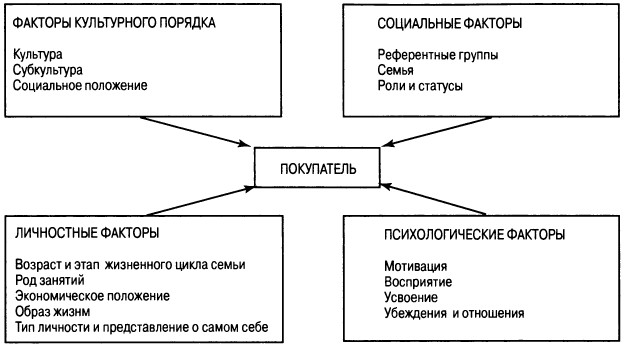 ФАКТОРЫ КУЛЬТУРНОГО ПОРЯДКА
Культура
Субкультура
Социальное положение
СОЦИАЛЬНЫЕ ФАКТОРЫ
Референтные группы
Семья
Роли и статусы
ПОКУПАТЕЛЬ
ЛИЧНОСТНЫЕ ФАКТОРЫ
Возраст и этап жизненного цикла семьи
Род занятий
Экономическое положение
Образ жизнм
Тип личности и представление о самом себе
ПСИХОЛОГИЧЕСКИЕ ФАКТОРЫ
Мотивация
Восприятие
Усвоение
Убеждения и отношения